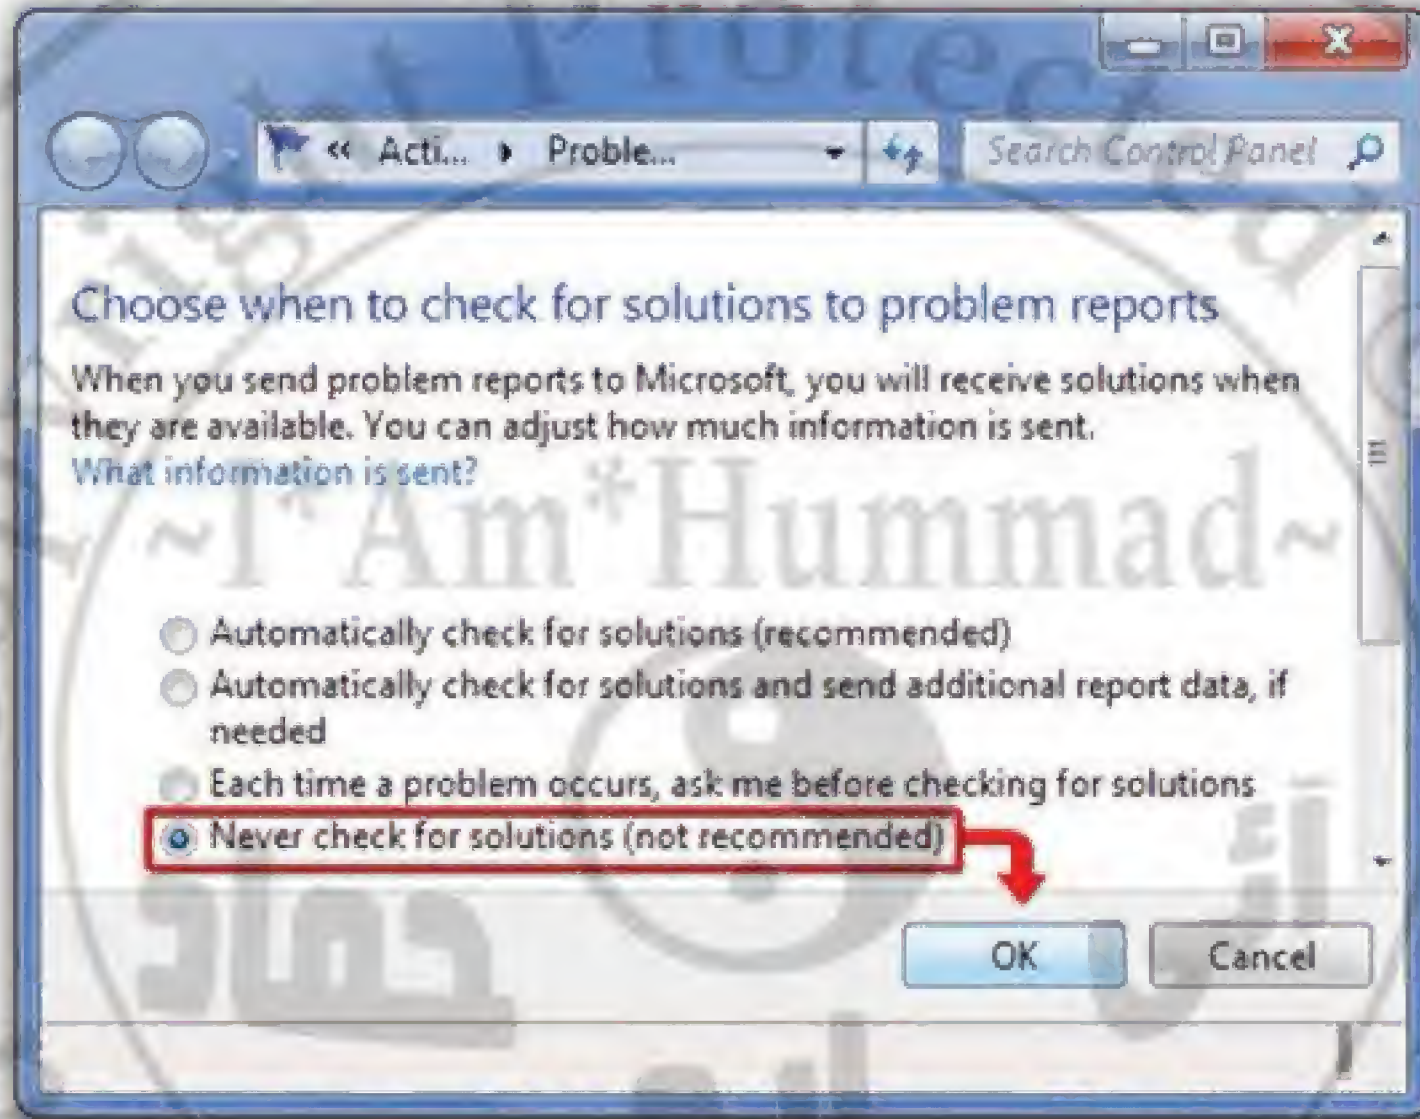 « Acti... ▸ Proble...
Search Control Panel
Choose when to check for solutions to problem reports
When you send problem reports to Microsoft, you will receive solutions when
they are available. You can adjust how much information is sent.
What information is sent?
~I*Am*Hummad~
Automatically check for solutions (recommended)
Automatically check for solutions and send additional report data, if
needed
Each time a problem occurs, ask me before checking for solutions
Never check for solutions (not recommended)
حماد
OK
Cancel